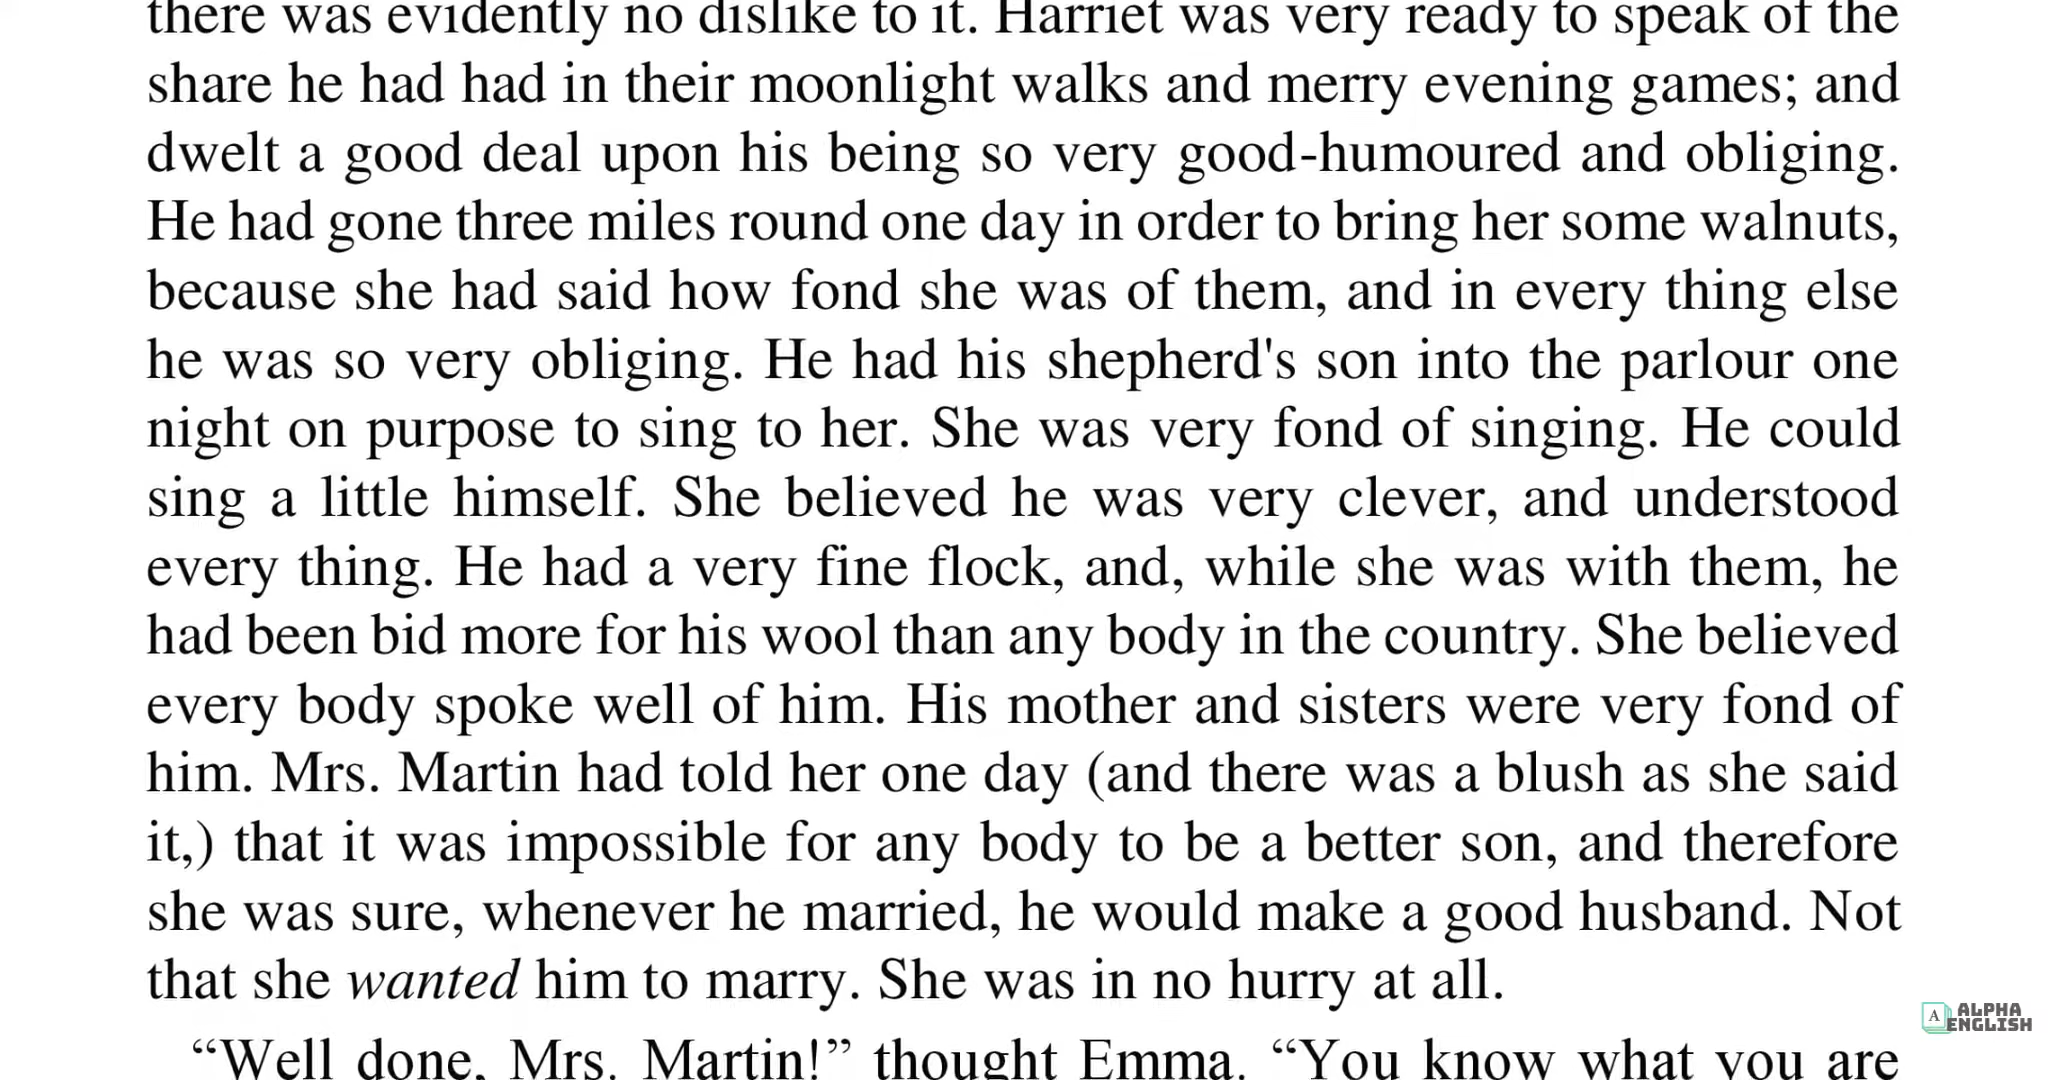 there was evidently no dislike to it. Harriet was very ready to speak of the
share he had had in their moonlight walks and merry evening games; and
dwelt a good deal upon his being so very good-humoured and obliging.
He had gone three miles round one day in order to bring her some walnuts,
because she had said how fond she was of them, and in every thing else
he was so very obliging. He had his shepherd's son into the parlour one
night on purpose to sing to her. She was very fond of singing. He could
sing a little himself. She believed he was very clever, and understood
every thing. He had a very fine flock, and, while she was with them, he
had been bid more for his wool than any body in the country. She believed
every body spoke well of him. His mother and sisters were very fond of
him. Mrs. Martin had told her one day (and there was a blush as she said
it,) that it was impossible for any body to be a better son, and therefore
she was sure, whenever he married, he would make a good husband. Not
that she wanted him to marry. She was in no hurry at all.
“Well done, Mrs. Martin!” thought Emma. “You know what you are
A ALPHA
ENGLISH